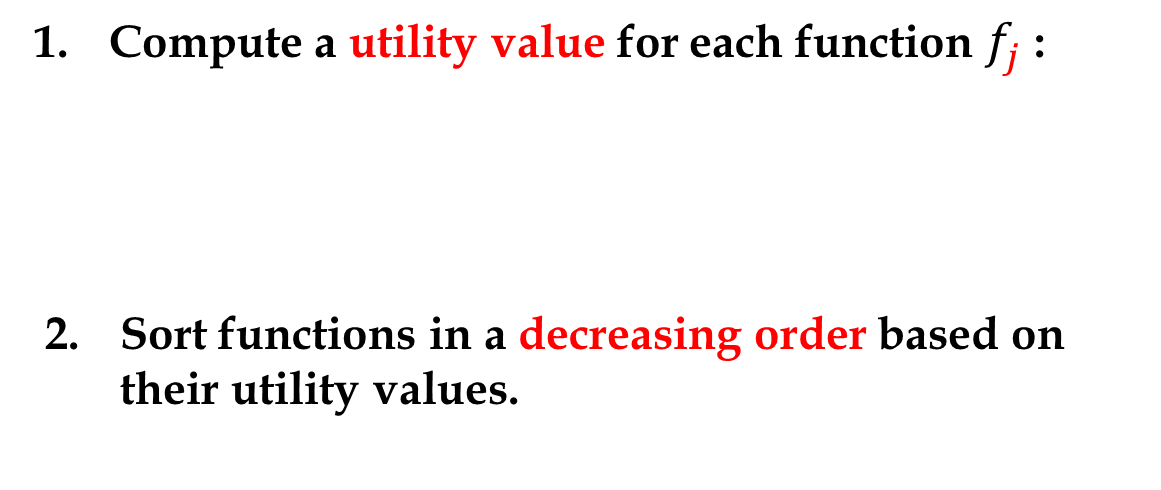 1. Compute a utility value for each function fⱼ :
2. Sort functions in a decreasing order based on
their utility values.